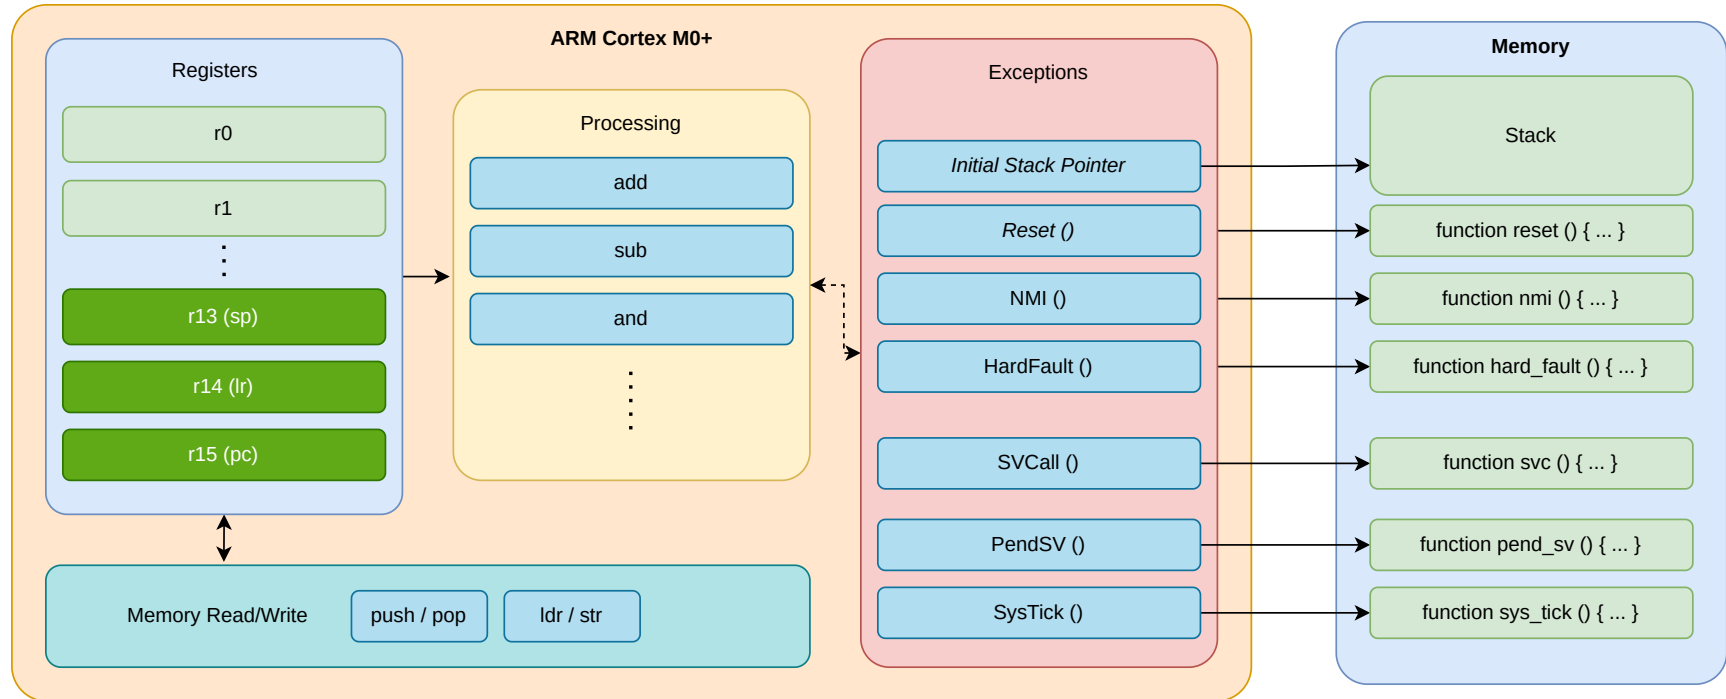 ARM Cortex M0+
Registers
r0
r1
r13 (sp)
r14 (lr)
r15 (pc)
Processing
add
sub
and
Memory Read/Write
push / pop
ldr / str
Exceptions
Initial Stack Pointer
Reset ()
NMI ()
HardFault ()
SVCall ()
PendSV ()
SysTick ()
Memory
Stack
function reset () { ... }
function nmi () { ... }
function hard_fault () { ... }
function svc () { ... }
function pend_sv () { ... }
function sys_tick () { ... }